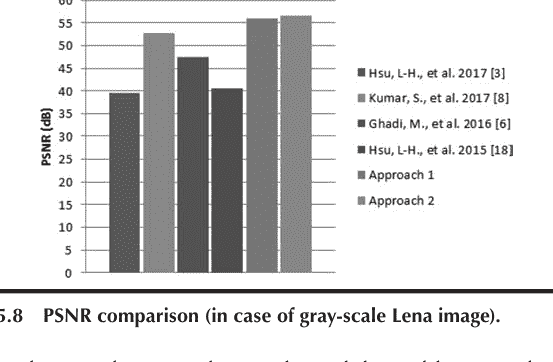 60
55
50
45
40
35
30
25
20
15
10
5
0
PSNR (dB)
Hsu, L-H., et al. 2017 [3]
Kumar, S., et al. 2017 [8]
Ghadi, M., et al. 2016 [6]
Hsu, L-H., et al. 2015 [18]
Approach 1
Approach 2
5.8 PSNR comparison (in case of gray-scale Lena image).